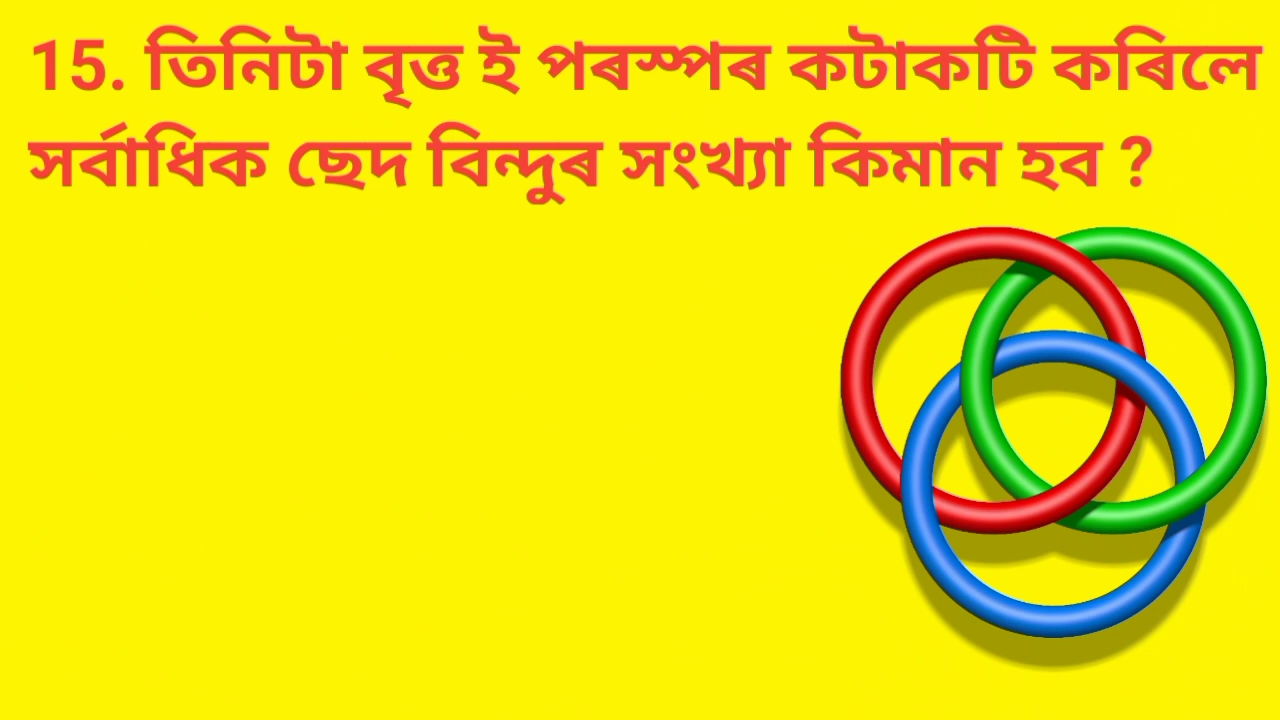 15. তিনিটা বৃত্ত ই পৰস্পৰ কটাকটি কৰিলে
সৰ্বাধিক ছেদ বিন্দুৰ সংখ্যা কিমান হব ?